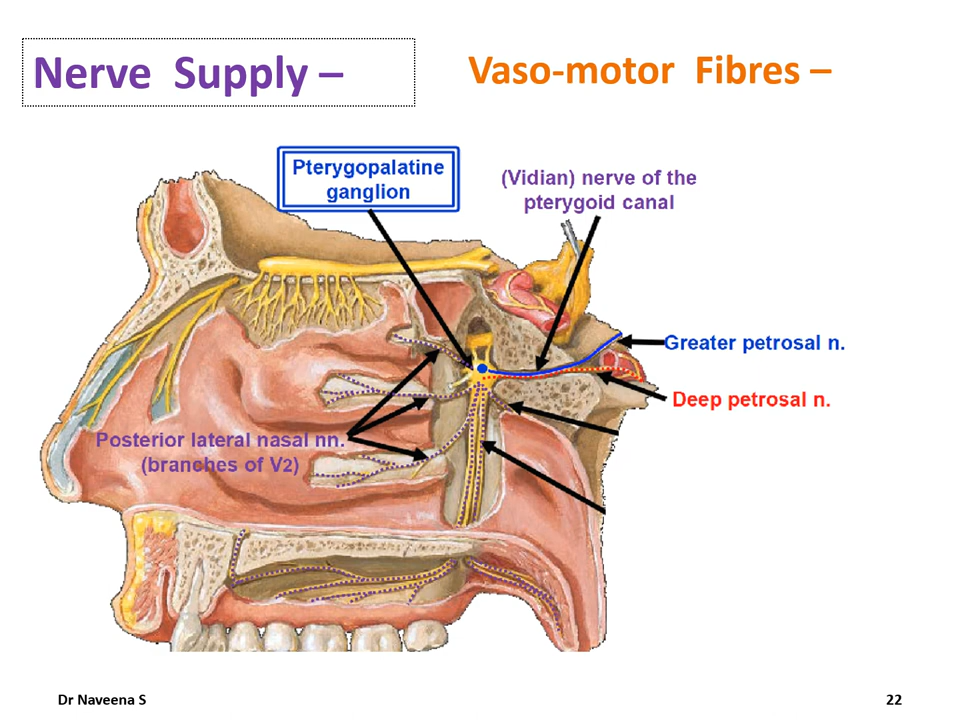 Nerve Supply –
Vaso-motor Fibres –
Pterygopalatine
ganglion
(Vidian) nerve of the
pterygoid canal
Greater petrosal n.
Deep petrosal n.
Posterior lateral nasal nn.
(branches of V2)
Dr Naveena S
22